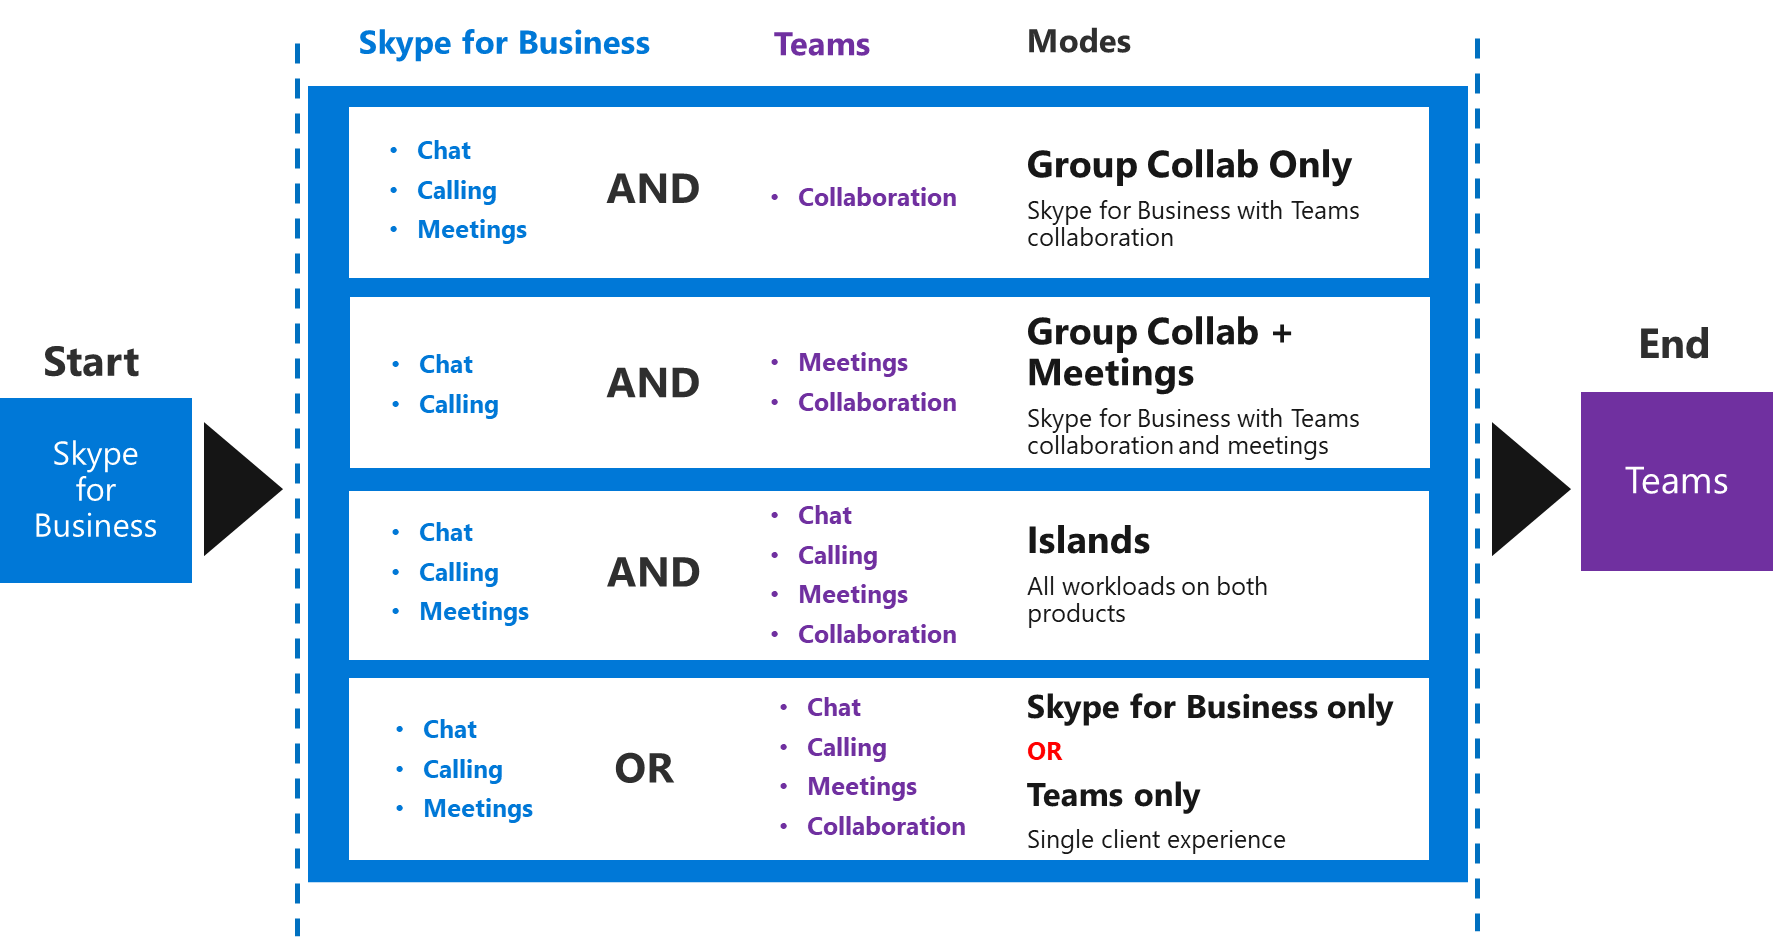 Skype for Business
Teams
Modes
Start
Skype
for
Business
• Chat
• Calling
• Meetings
AND
• Collaboration
Group Collab Only
Skype for Business with Teams
collaboration
• Chat
• Calling
AND
• Meetings
• Collaboration
Group Collab +
Meetings
Skype for Business with Teams
collaboration and meetings
• Chat
• Calling
• Meetings
AND
• Chat
• Calling
• Meetings
• Collaboration
Islands
All workloads on both
products
• Chat
• Calling
• Meetings
OR
• Chat
• Calling
• Meetings
• Collaboration
Skype for Business only
OR
Teams only
Single client experience
End
Teams